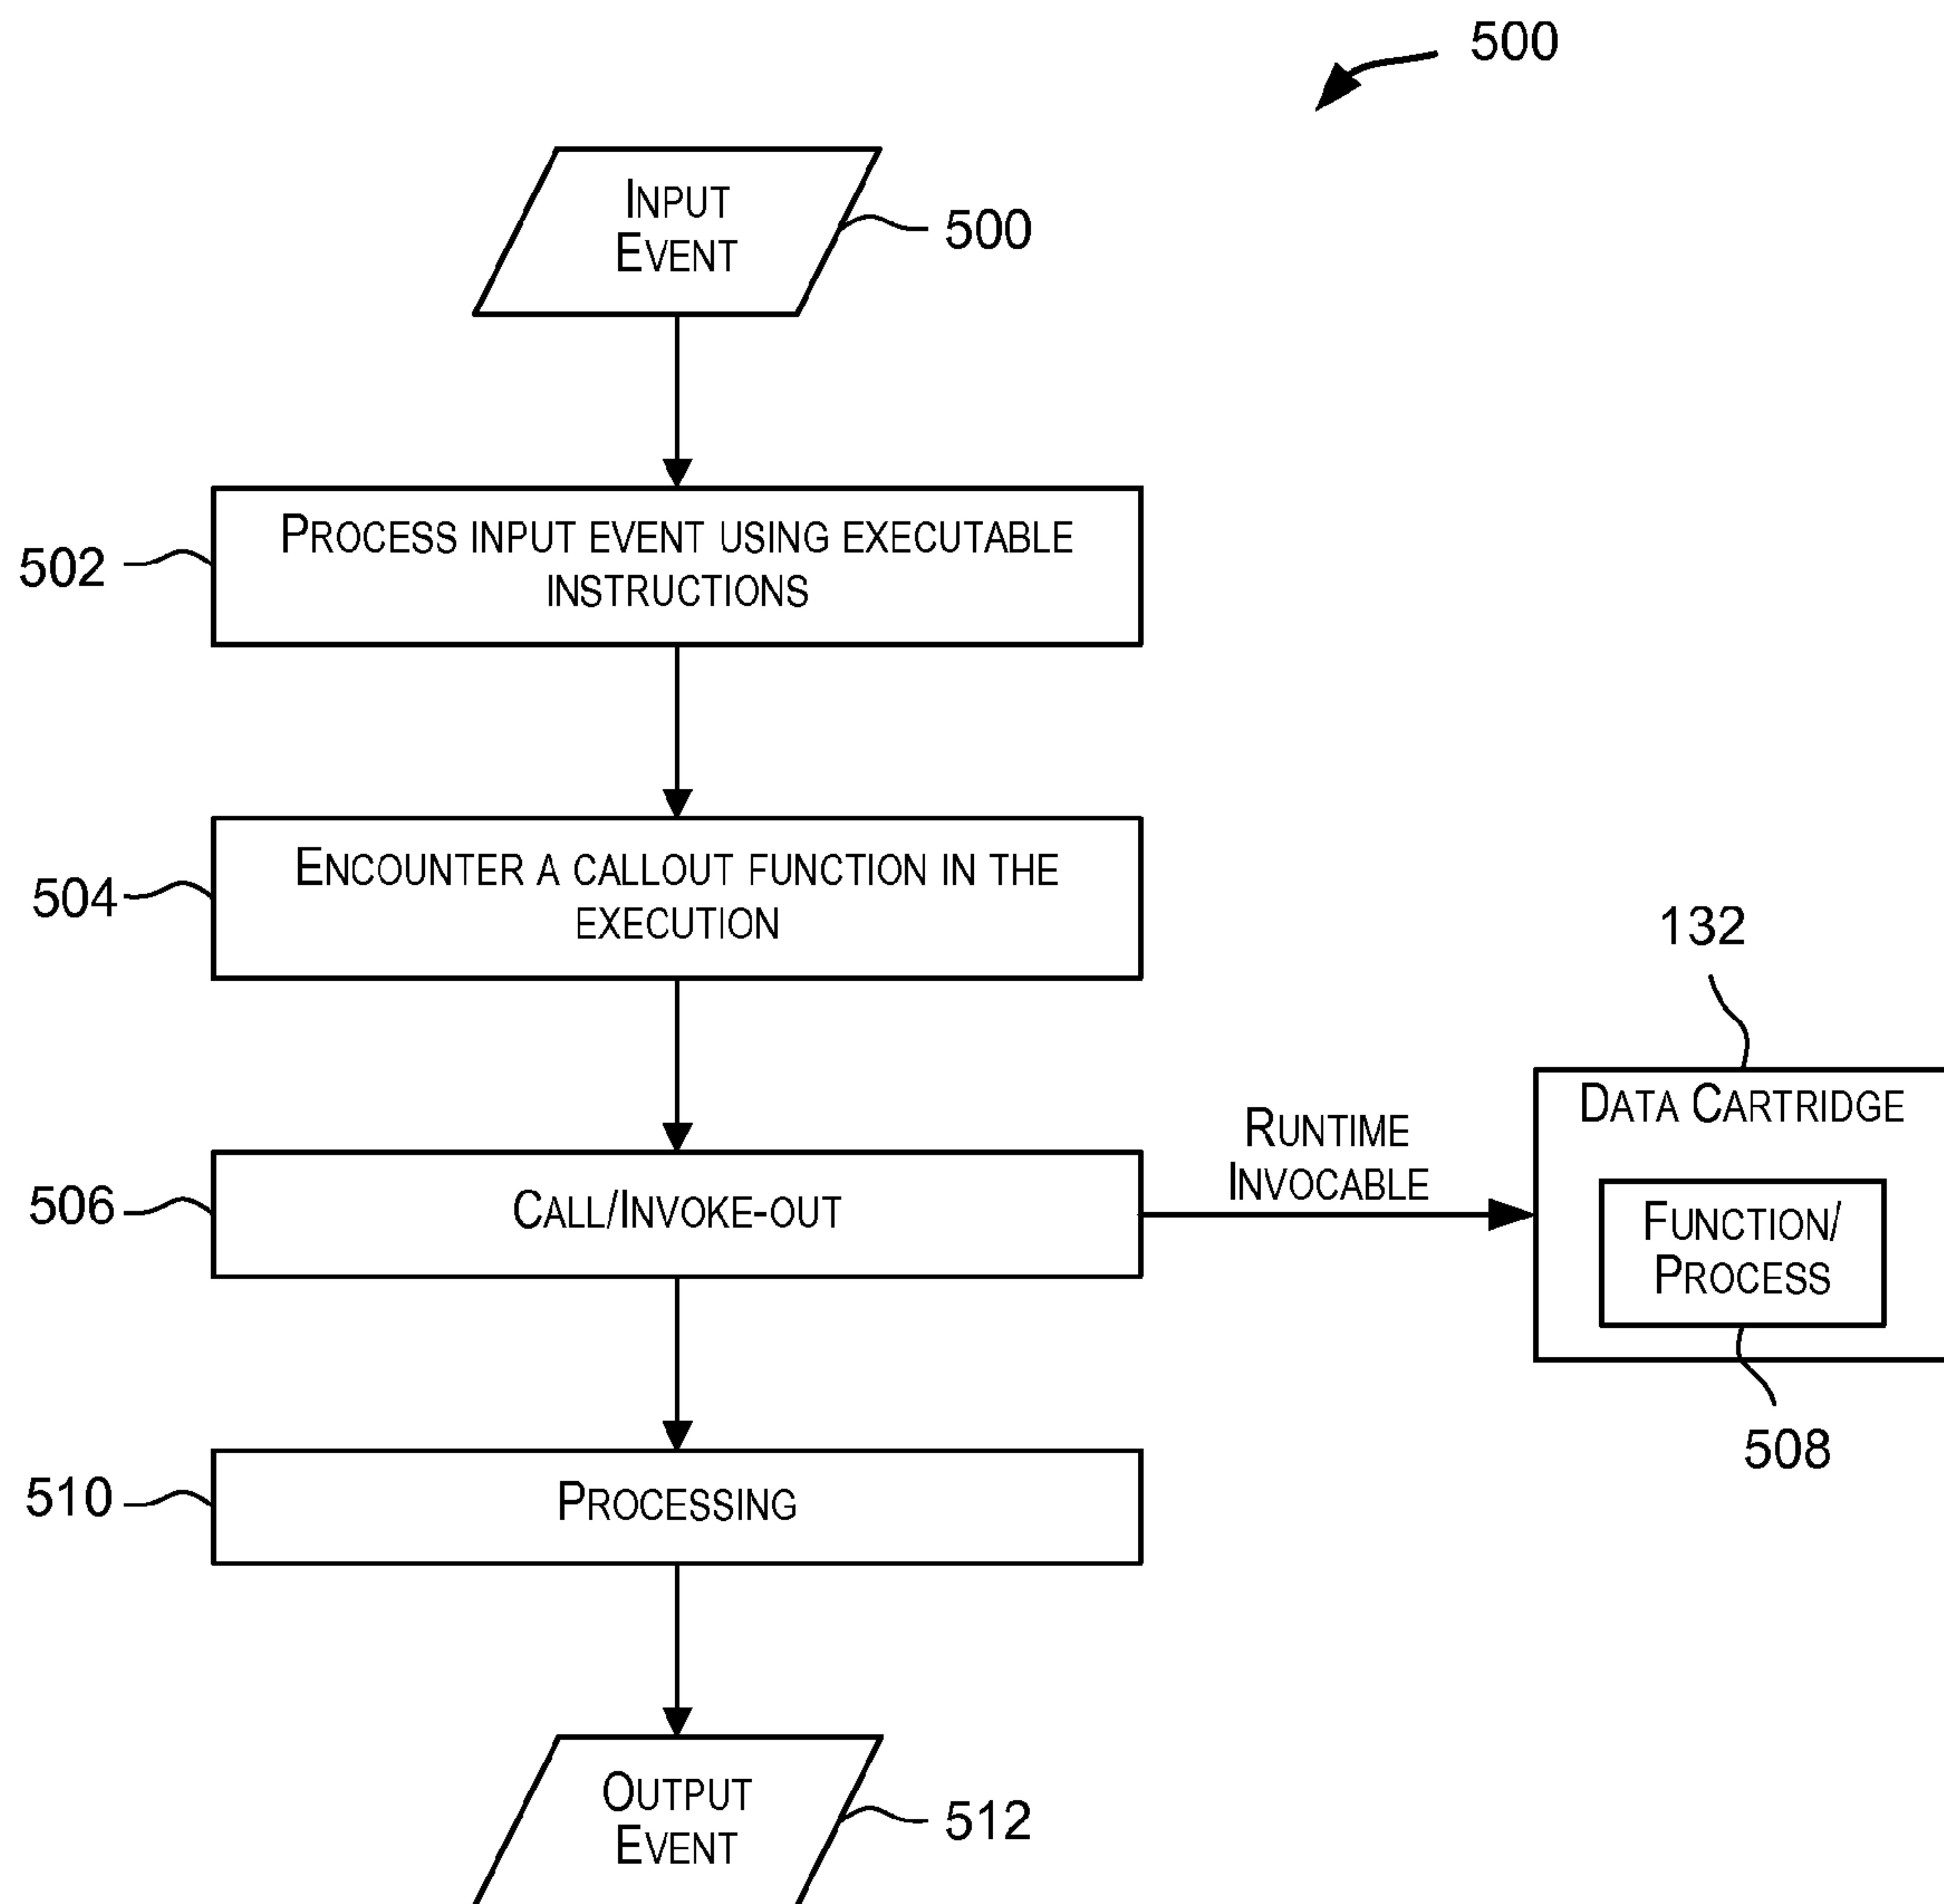 500
INPUT
EVENT
500
PROCESS INPUT EVENT USING EXECUTABLE
INSTRUCTIONS
502
ENCOUNTER A CALLOUT FUNCTION IN THE
EXECUTION
504
132
DATA CARTRIDGE
RUNTIME
INVOCABLE
CALL/INVOKE-OUT
506
FUNCTION/
PROCESS
508
PROCESSING
510
OUTPUT
EVENT
512